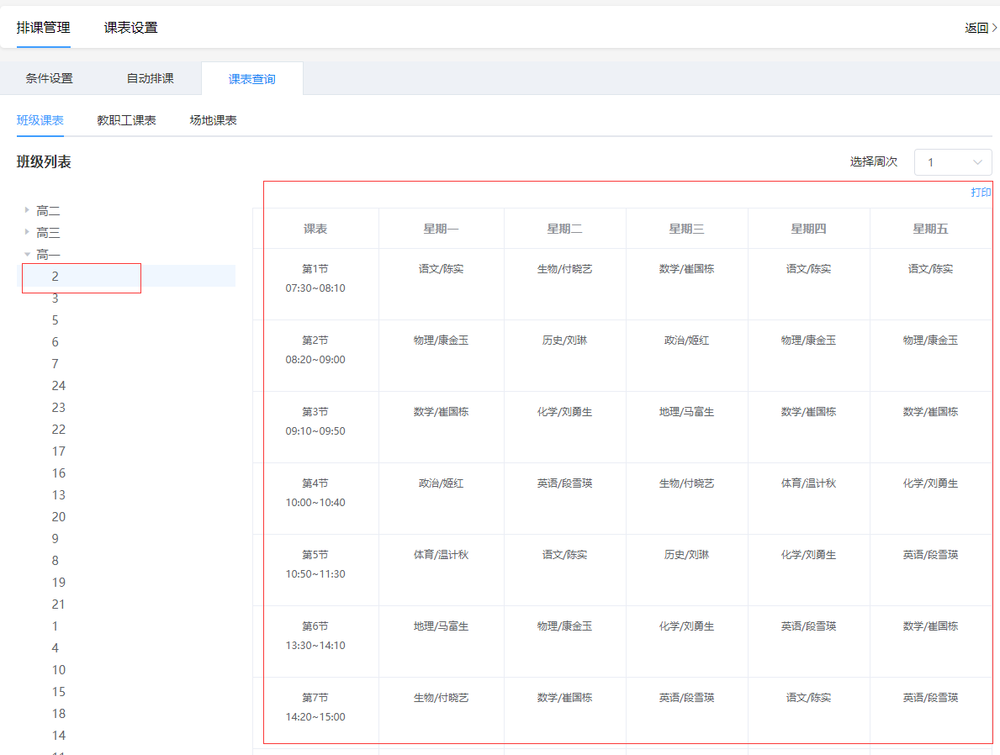 排课管理 课表设置 返回
条件设置 自动排课 课表查询
班级课表 教职工课表 场地课表
班级列表
选择周次 1
打印
高二
高三
高一
2
3
5
6
7
24
23
22
17
16
13
20
9
8
19
21
1
4
10
15
18
14
课表 星期一 星期二 星期三 星期四 星期五
第1节 语文/陈实 生物/付晓艺 数学/崔国栋 语文/陈实 语文/陈实
07:30~08:10
第2节 物理/康金玉 历史/刘琳 政治/姬红 物理/康金玉 物理/康金玉
08:20~09:00
第3节 数学/崔国栋 化学/刘勇生 地理/马富生 数学/崔国栋 数学/崔国栋
09:10~09:50
第4节 政治/姬红 英语/段雪瑛 生物/付晓艺 体育/温计秋 化学/刘勇生
10:00~10:40
第5节 体育/温计秋 语文/陈实 历史/刘琳 化学/刘勇生 英语/段雪瑛
10:50~11:30
第6节 地理/马富生 物理/康金玉 化学/刘勇生 英语/段雪瑛 数学/崔国栋
13:30~14:10
第7节 生物/付晓艺 数学/崔国栋 英语/段雪瑛 语文/陈实 英语/段雪瑛
14:20~15:00